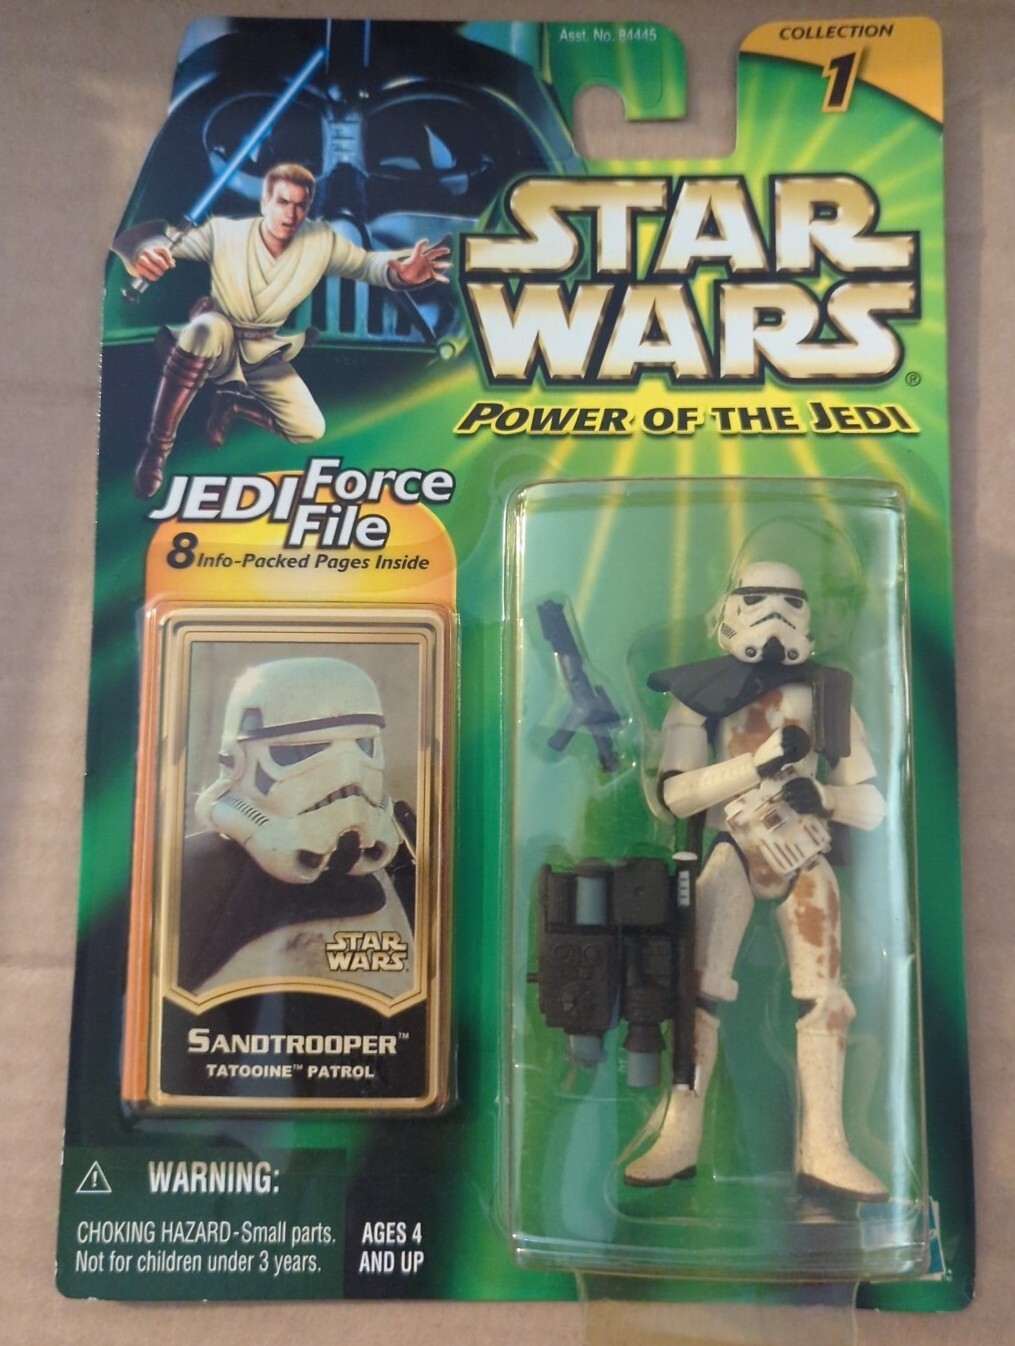 Asst. No. 84445
COLLECTION
1
STAR
WARS®
POWER OF THE JEDI
JEDI Force
File
8 Info-Packed Pages Inside
STAR
WARS
SANDTROOPER™
TATOOINE™ PATROL
WARNING:
CHOKING HAZARD-Small parts.
Not for children under 3 years.
AGES 4
AND UP